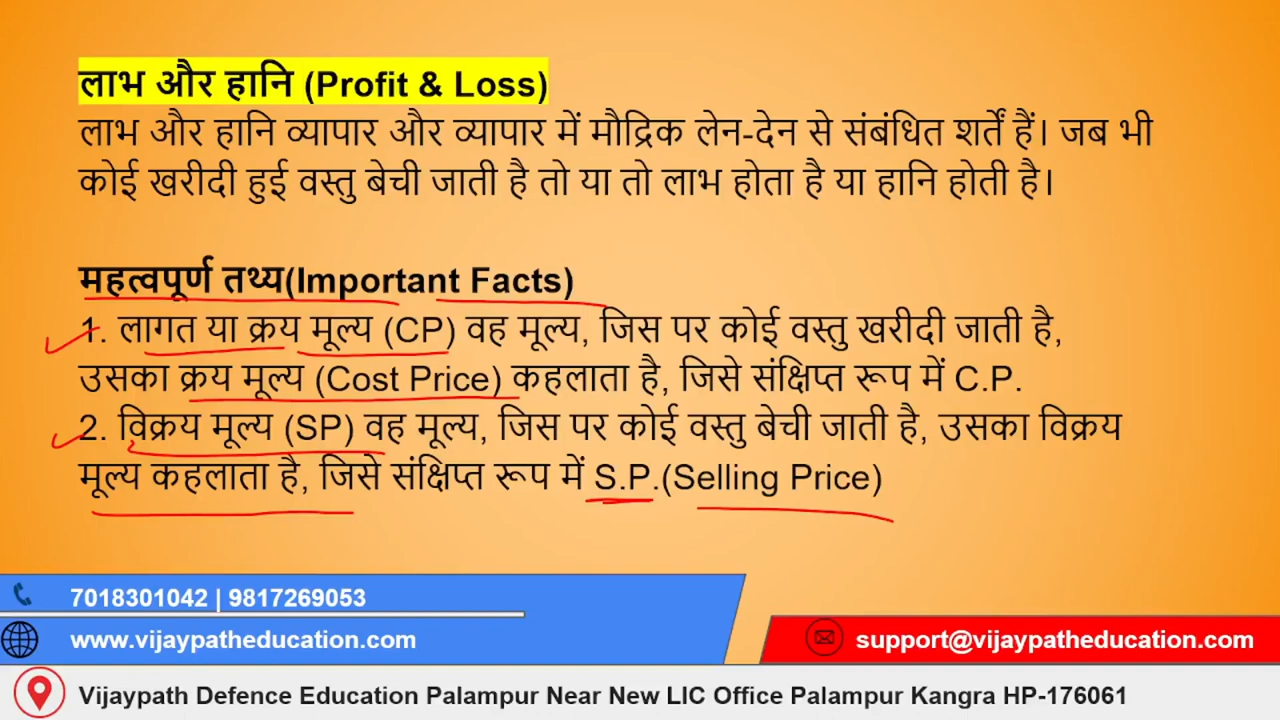 लाभ और हानि (Profit & Loss)
लाभ और हानि व्यापार और व्यापार में मौद्रिक लेन-देन से संबंधित शर्तें हैं। जब भी
कोई खरीदी हुई वस्तु बेची जाती है तो या तो लाभ होता है या हानि होती है।
महत्वपूर्ण तथ्य(Important Facts)
1. लागत या क्रय मूल्य (CP) वह मूल्य, जिस पर कोई वस्तु खरीदी जाती है,
उसका क्रय मूल्य (Cost Price) कहलाता है, जिसे संक्षिप्त रूप में C.P.
2. विक्रय मूल्य (SP) वह मूल्य, जिस पर कोई वस्तु बेची जाती है, उसका विक्रय
मूल्य कहलाता है, जिसे संक्षिप्त रूप में S.P.(Selling Price)
7018301042 | 9817269053
www.vijaypatheducation.com
support@vijaypatheducation.com
Vijaypath Defence Education Palampur Near New LIC Office Palampur Kangra HP-176061